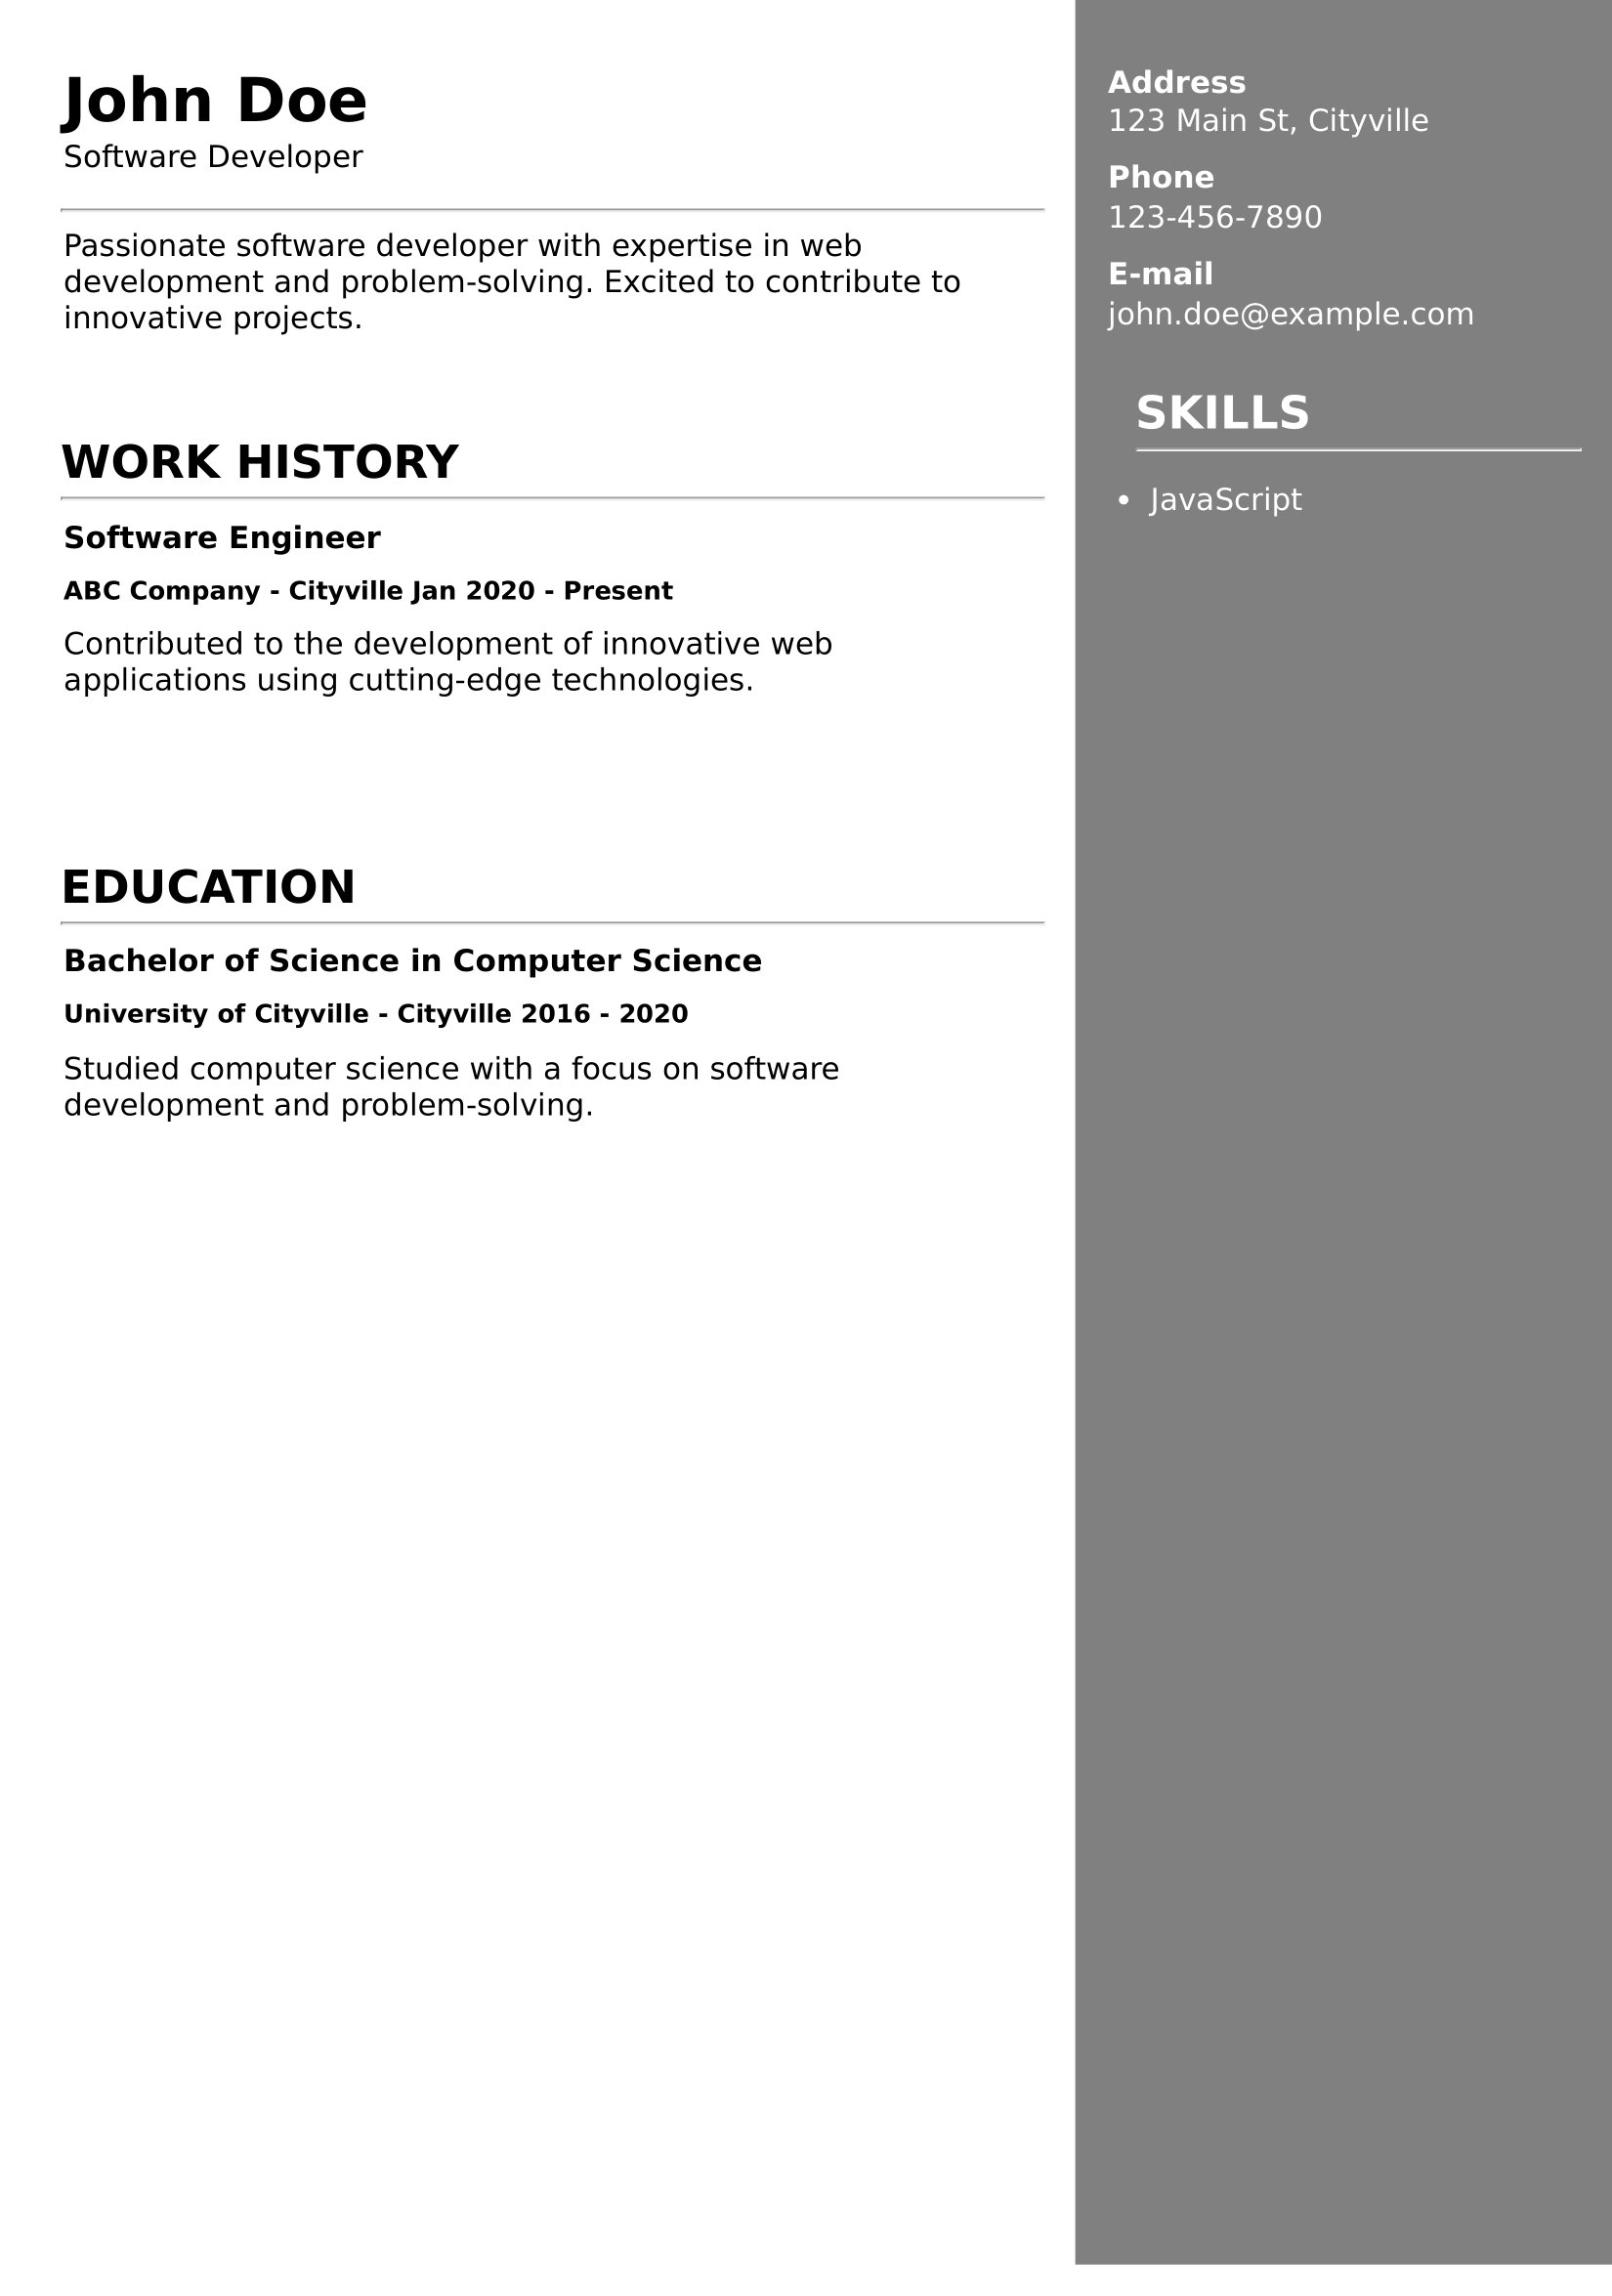 John Doe
Software Developer
Passionate software developer with expertise in web
development and problem-solving. Excited to contribute to
innovative projects.
WORK HISTORY
Software Engineer
ABC Company - Cityville Jan 2020 - Present
Contributed to the development of innovative web
applications using cutting-edge technologies.
EDUCATION
Bachelor of Science in Computer Science
University of Cityville - Cityville 2016 - 2020
Studied computer science with a focus on software
development and problem-solving.
Address
123 Main St, Cityville
Phone
123-456-7890
E-mail
john.doe@example.com
SKILLS
• JavaScript